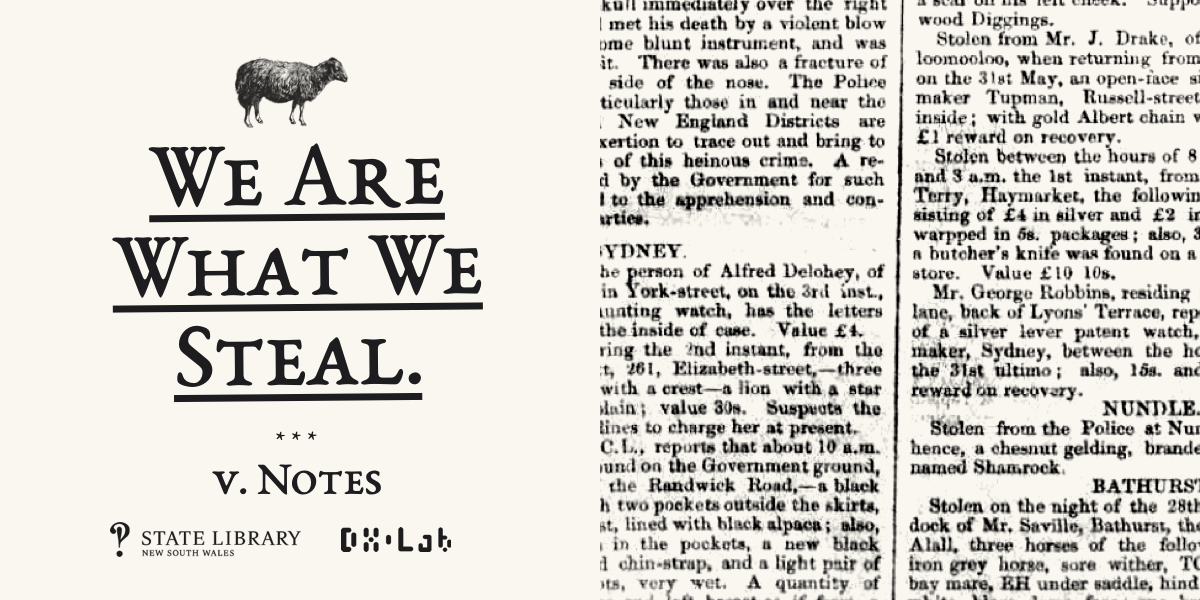 WE ARE
WHAT WE
STEAL.
***
V. NOTES
STATE LIBRARY
NEW SOUTH WALES
DX·Lab
immediately over the right
met his death by a violent blow
blunt instrument, and was
it. There was also a fracture of
side of the nose. The Police
ticularly those in and near the
New England Districts are
xertion to trace out and bring to
of this heinous crime. A re-
d by the Government for such
to the apprehension and con-
arties.
YDNEY.
he person of Alfred Delohey, of
in York-street, on the 3rd inst.,
unting watch, has the letters
the inside of case. Value £4.
ring the 2nd instant, from the
t, 261, Elizabeth-street,—three
with a crest—a lion with a star
plain; value 30s. Suspects the
lines to charge her at present.
C.L., reports that about 10 a.m.
und on the Government ground,
the Randwick Road,—a black
h two pockets outside the skirts,
st, lined with black alpaca; also,
in the pockets, a new black
chin-strap, and a light pair of
ts, very wet. A quantity of
a scar on his left cheek.
wood Diggings.
Stolen from Mr. J. Drake, of
loomooloo, when returning from
on the 31st May, an open-face si
maker Tupman, Russell-street
inside; with gold Albert chain
£1 reward on recovery.
Stolen between the hours of 8
and 3 a.m. the 1st instant, from
Terry, Haymarket, the followin
sisting of £4 in silver and £2 in
warpped in 5s. packages; also,
a butcher's knife was found on a
store. Value £10 10s.
Mr. George Robbins, residing
lane, back of Lyons' Terrace, rep
of a silver lever patent watch,
maker, Sydney, between the ho
the 31st ultimo; also, 15s. and
reward on recovery.
NUNDLE.
Stolen from the Police at Nun
hence, a chesnut gelding, brande
named Shamrock.
BATHURST
Stolen on the night of the 28th
dock of Mr. Saville, Bathurst, the
Alall, three horses of the follow
iron grey horse, sore wither, TC
bay mare, EH under saddle, hind